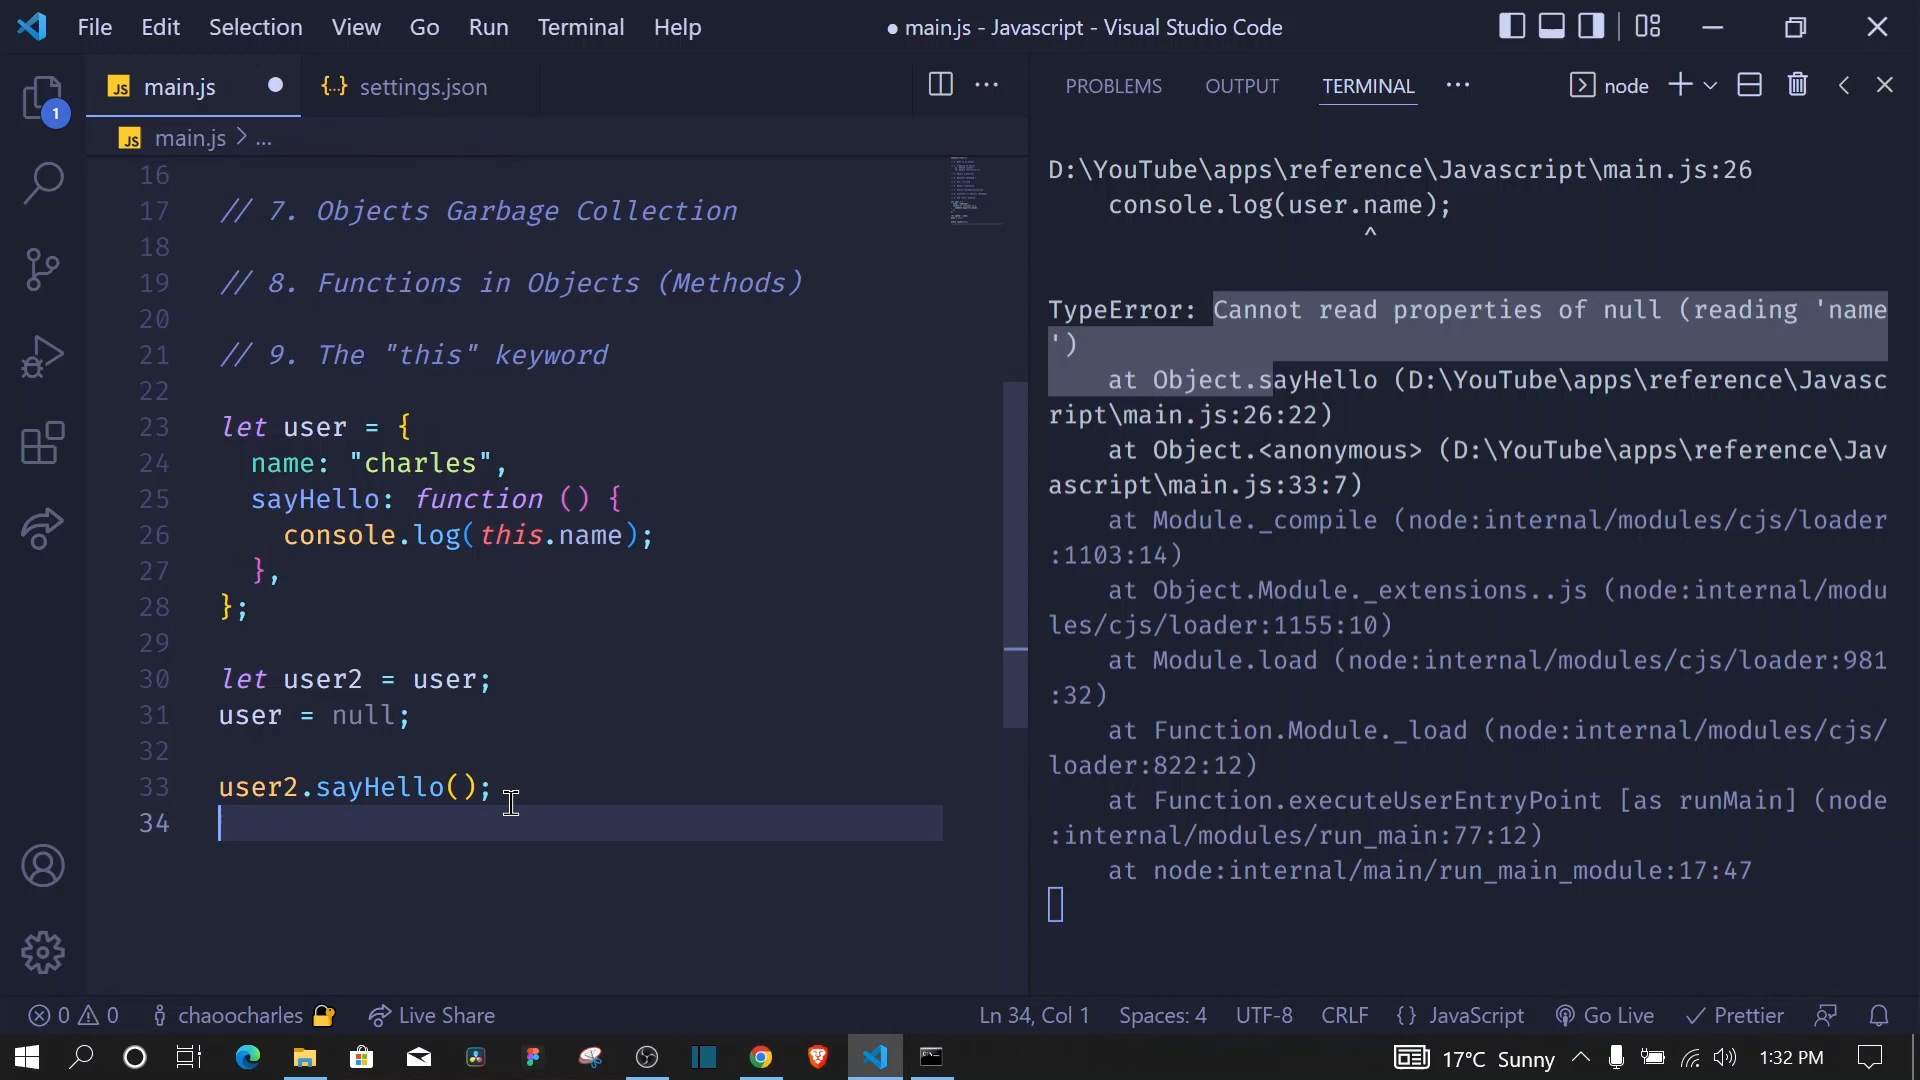 File Edit Selection View Go Run Terminal Help
● main.js - Javascript - Visual Studio Code
JS main.js
{..} settings.json
PROBLEMS OUTPUT TERMINAL
node
1
JS main.js > ...
16
17 // 7. Objects Garbage Collection
18
19 // 8. Functions in Objects (Methods)
20
21 // 9. The "this" keyword
22
23 let user = {
24 name: "charles",
25 sayHello: function () {
26 console.log(this.name);
27 },
28 };
29
30 let user2 = user;
31 user = null;
32
33 user2.sayHello();
34
D:\YouTube\apps\reference\Javascript\main.js:26
console.log(user.name);
^
TypeError: Cannot read properties of null (reading 'name
')
at Object.sayHello (D:\YouTube\apps\reference\Javasc
ript\main.js:26:22)
at Object.<anonymous> (D:\YouTube\apps\reference\Jav
ascript\main.js:33:7)
at Module._compile (node:internal/modules/cjs/loader
:1103:14)
at Object.Module._extensions..js (node:internal/modu
les/cjs/loader:1155:10)
at Module.load (node:internal/modules/cjs/loader:981
:32)
at Function.Module._load (node:internal/modules/cjs/
loader:822:12)
at Function.executeUserEntryPoint [as runMain] (node
:internal/modules/run_main:77:12)
at node:internal/main/run_main_module:17:47
0 0 chaoocharles Live Share
Ln 34, Col 1 Spaces: 4 UTF-8 CRLF {} JavaScript Go Live Prettier
17°C Sunny 1:32 PM